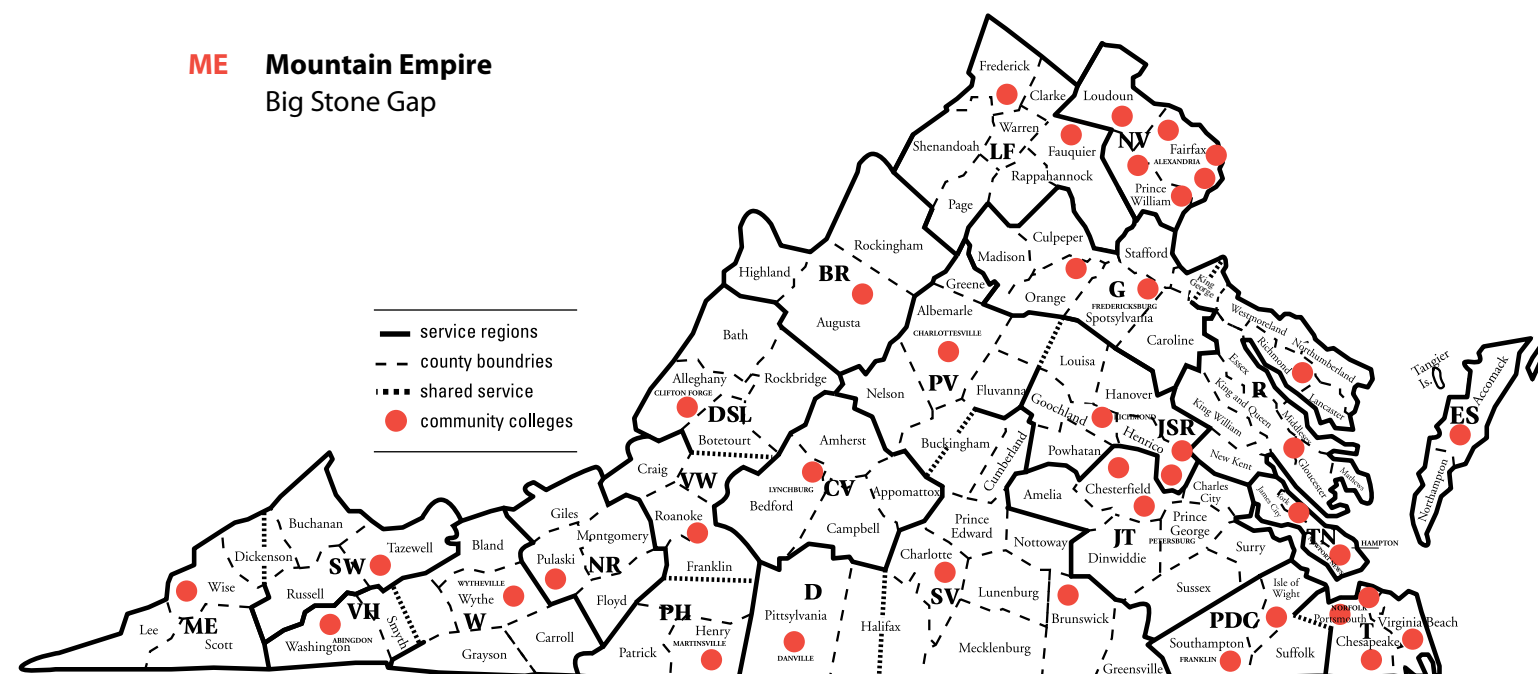 ME Mountain Empire
Big Stone Gap
service regions
county boundries
shared service
community colleges
Frederick
Clarke
Loudoun
Warren
Shenandoah
LF
Fauquier
NV
Fairfax
ALEXANDRIA
Rappahannock
Prince
William
Page
Rockingham
Culpeper
Madison
Stafford
Highland
BR
Greene
King
George
Orange
G
FREDERICKSBURG
Spotsylvania
Albemarle
Augusta
CHARLOTTESVILLE
Westmoreland
Bath
Caroline
Richmond
Northumberland
Essex
Louisa
Tangier
Is.
Accomack
Alleghany
Rockbridge
CLIFTON FORGE
PV
Nelson
Fluvanna
Hanover
R
King and Queen
Lancaster
DSL
Goochland
RICHMOND
JSR
King William
Middlesex
ES
Botetourt
Amherst
Buckingham
Cumberland
Henrico
Powhatan
New Kent
Gloucester
Mathews
Northampton
Craig
VW
LYNCHBURG
CV
Appomattox
Bedford
Amelia
Chesterfield
Charles
City
James City
York
Roanoke
Campbell
Prince
Edward
Prince
George
PETERSBURG
JT
Dinwiddie
TN
HAMPTON
NEWPORT NEWS
Buchanan
Giles
Montgomery
Tazewell
Bland
Dickenson
SW
Pulaski
NR
Franklin
Charlotte
Nottoway
Surry
Wise
Russell
VH
WYTHEVILLE
Wythe
Floyd
D
Pittsylvania
SV
Lunenburg
Sussex
Isle of
Wight
NORFOLK
Portsmouth
T
Virginia Beach
ME
Lee
Scott
Washington
ABINGDON
Smyth
W
Grayson
Carroll
PH
Henry
MARTINSVILLE
Patrick
DANVILLE
Halifax
Mecklenburg
Brunswick
Greensville
PDC
Southampton
FRANKLIN
Suffolk
Chesapeake